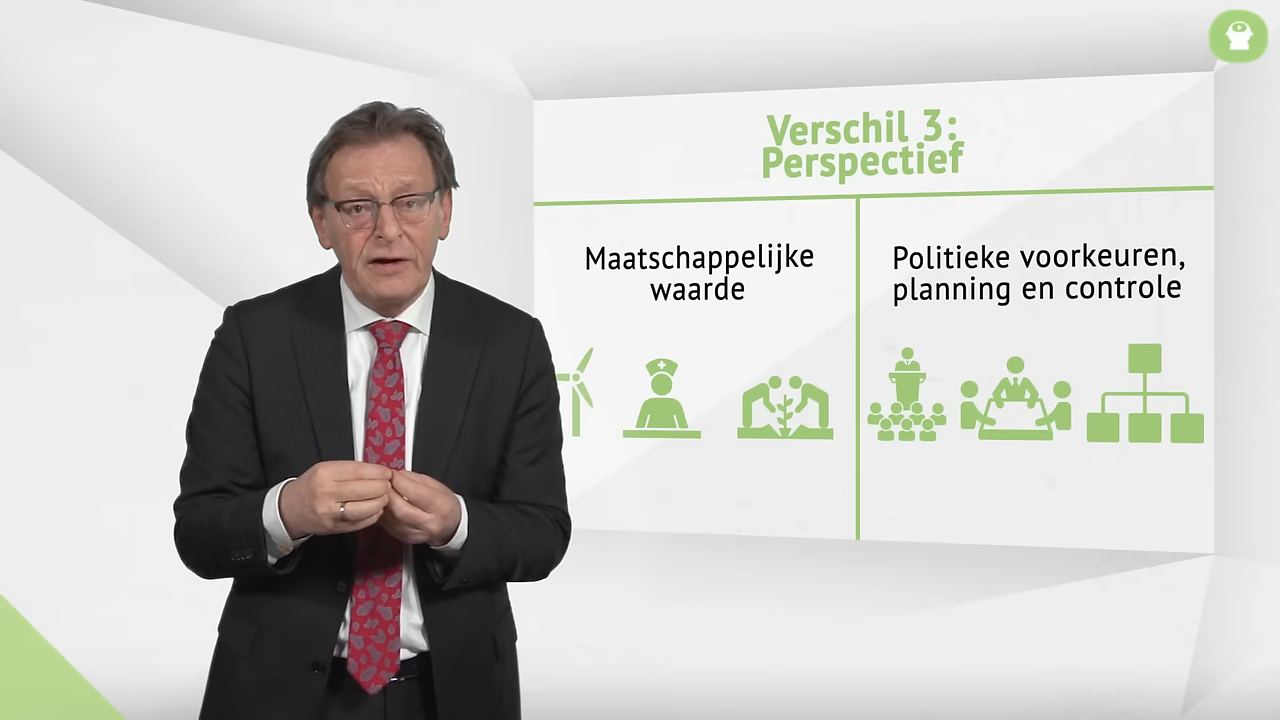 Verschil 3:
Perspectief
Maatschappelijke
waarde
Politieke voorkeuren,
planning en controle